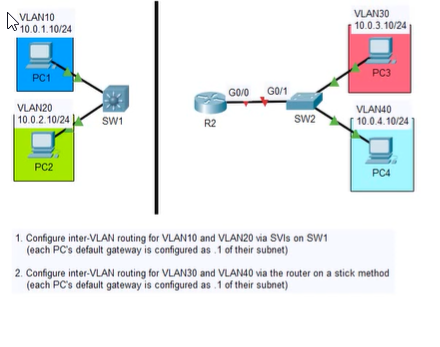 VLAN10
10.0.1.10/24
PC1
VLAN20
10.0.2.10/24
PC2
SW1
R2
G0/0
G0/1
SW2
VLAN30
10.0.3.10/24
PC3
VLAN40
10.0.4.10/24
PC4
1. Configure inter-VLAN routing for VLAN10 and VLAN20 via SVIs on SW1
(each PC's default gateway is configured as .1 of their subnet)
2. Configure inter-VLAN routing for VLAN30 and VLAN40 via the router on a stick method
(each PC's default gateway is configured as .1 of their subnet)